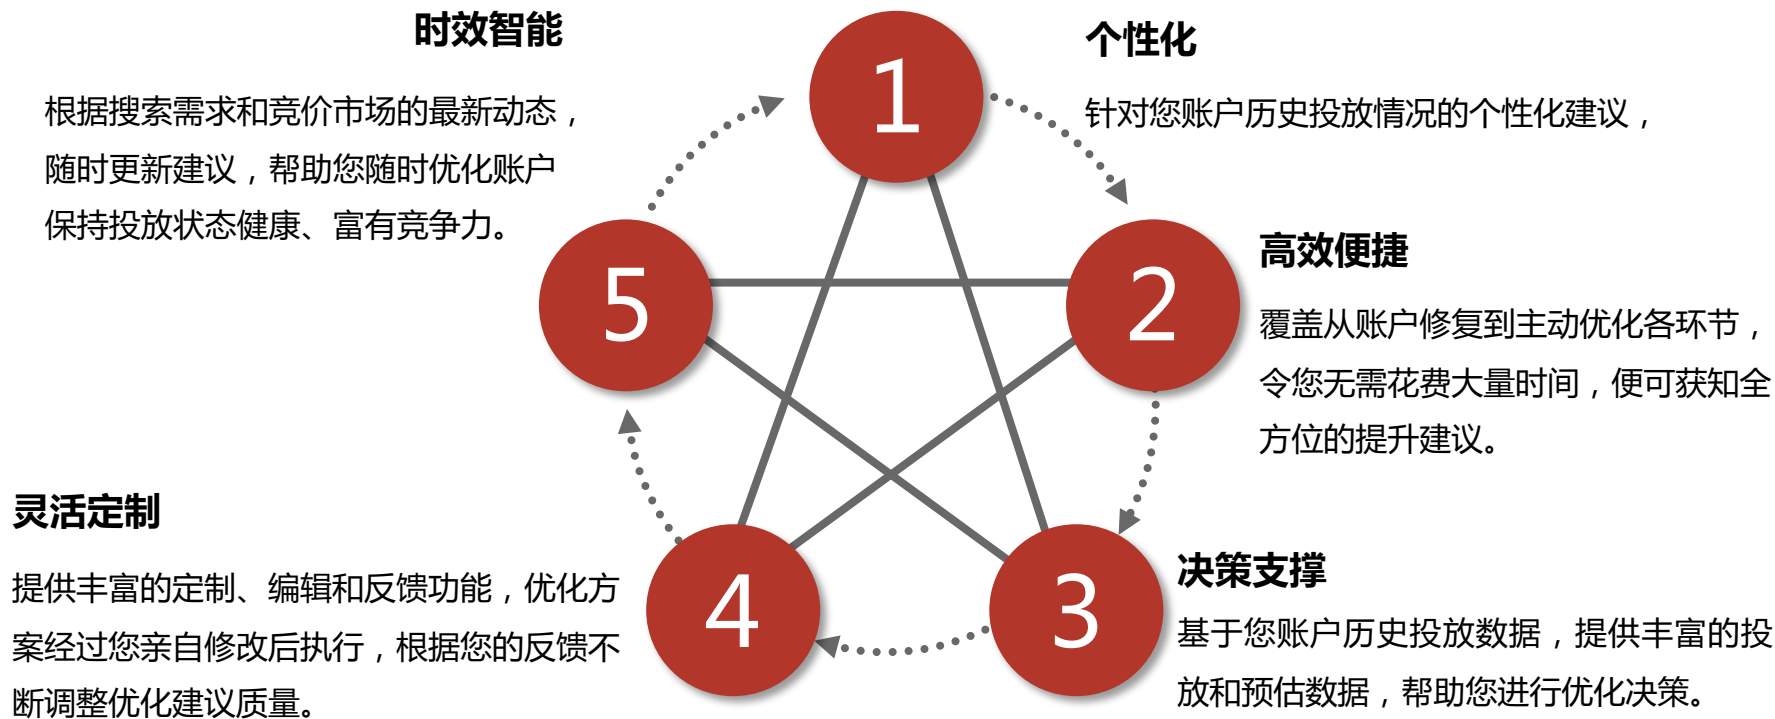 时效智能
根据搜索需求和竞价市场的最新动态，
随时更新建议，帮助您随时优化账户
保持投放状态健康、富有竞争力。
1
个性化
针对您账户历史投放情况的个性化建议，
5
2
高效便捷
覆盖从账户修复到主动优化各环节，
令您无需花费大量时间，便可获知全
方位的提升建议。
灵活定制
提供丰富的定制、编辑和反馈功能，优化方
案经过您亲自修改后执行，根据您的反馈不
断调整优化建议质量。
4
3
决策支撑
基于您账户历史投放数据，提供丰富的投
放和预估数据，帮助您进行优化决策。